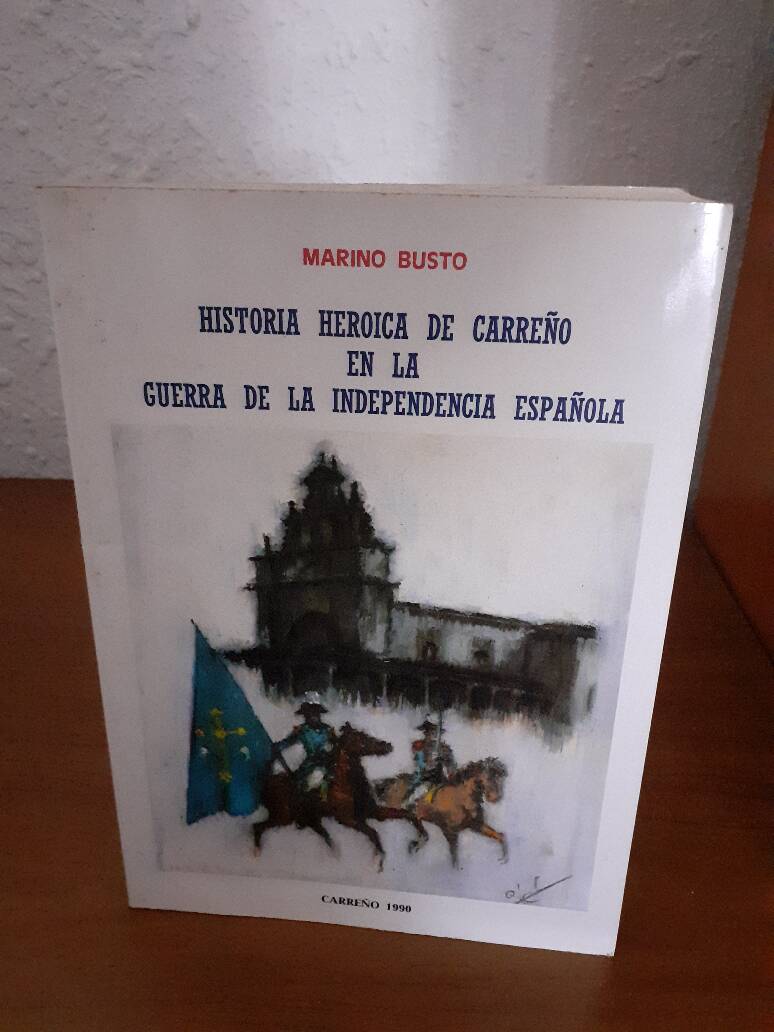 MARINO BUSTO
HISTORIA HEROICA DE CARREÑO
EN LA
GUERRA DE LA INDEPENDENCIA ESPAÑOLA
CARREÑO 1990